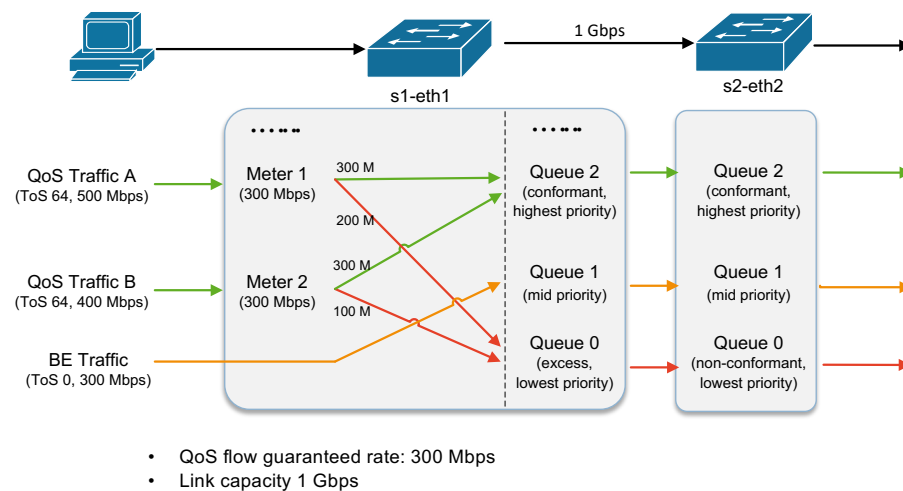 1 Gbps
s1-eth1
s2-eth2
QoS Traffic A
(ToS 64, 500 Mbps)
Meter 1
(300 Mbps)
300 M
200 M
Queue 2
(conformant,
highest priority)
Queue 2
(conformant,
highest priority)
QoS Traffic B
(ToS 64, 400 Mbps)
Meter 2
(300 Mbps)
300 M
100 M
Queue 1
(mid priority)
Queue 1
(mid priority)
BE Traffic
(ToS 0, 300 Mbps)
Queue 0
(excess,
lowest priority)
Queue 0
(non-conformant,
lowest priority)
• QoS flow guaranteed rate: 300 Mbps
• Link capacity 1 Gbps